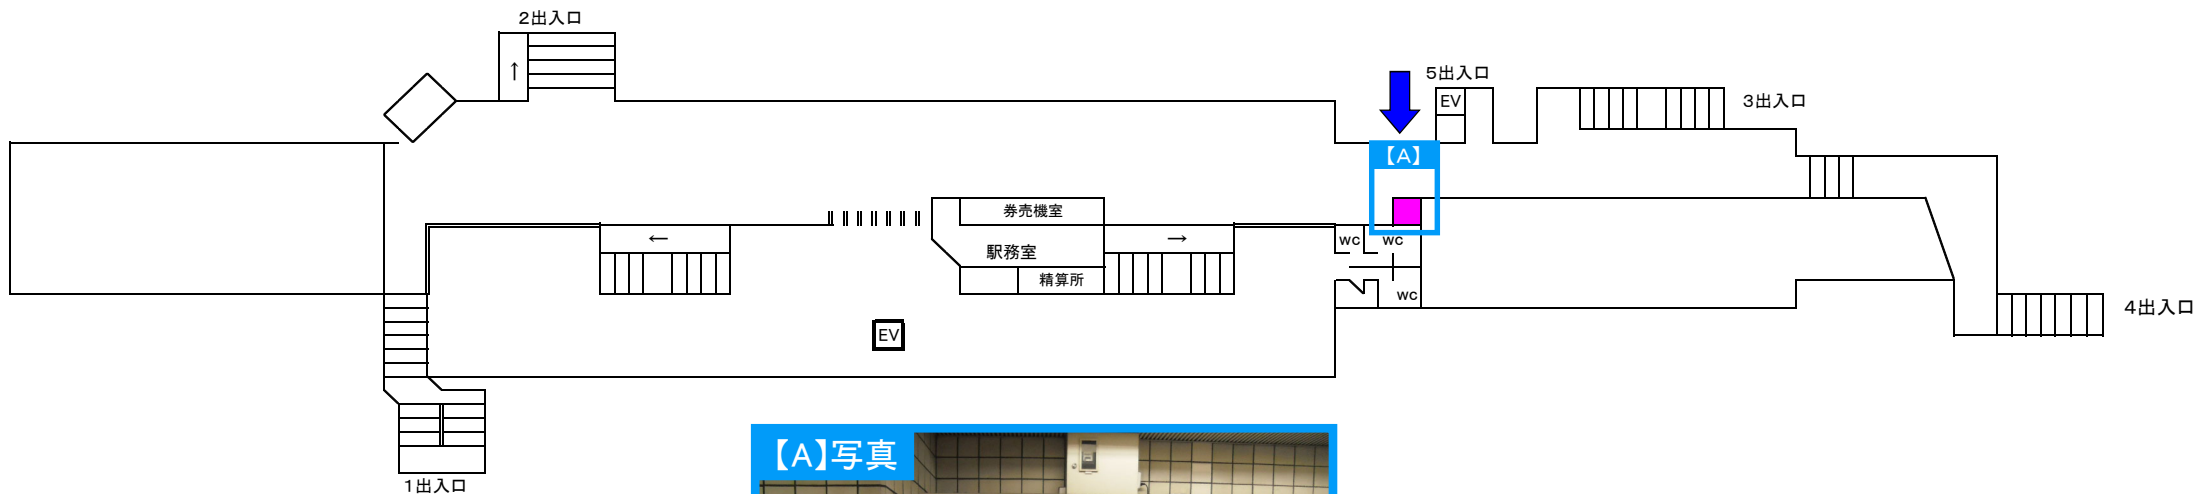 2出入口
5出入口
EV
3出入口
【A】
券売機室
←
駅務室
→
WC
WC
精算所
WC
4出入口
EV
【A】写真
1出入口
↑